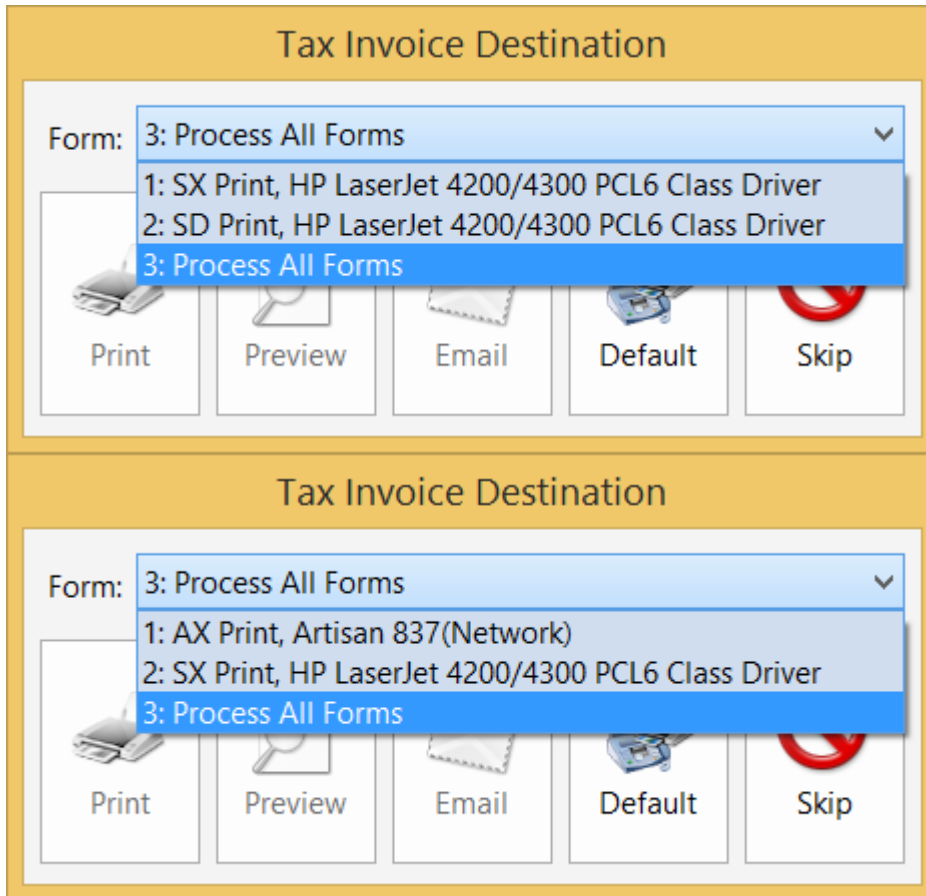 Tax Invoice Destination
Form: 3: Process All Forms
1: SX Print, HP LaserJet 4200/4300 PCL6 Class Driver
2: SD Print, HP LaserJet 4200/4300 PCL6 Class Driver
3: Process All Forms
Print Preview Email Default Skip
Tax Invoice Destination
Form: 3: Process All Forms
1: AX Print, Artisan 837(Network)
2: SX Print, HP LaserJet 4200/4300 PCL6 Class Driver
3: Process All Forms
Print Preview Email Default Skip